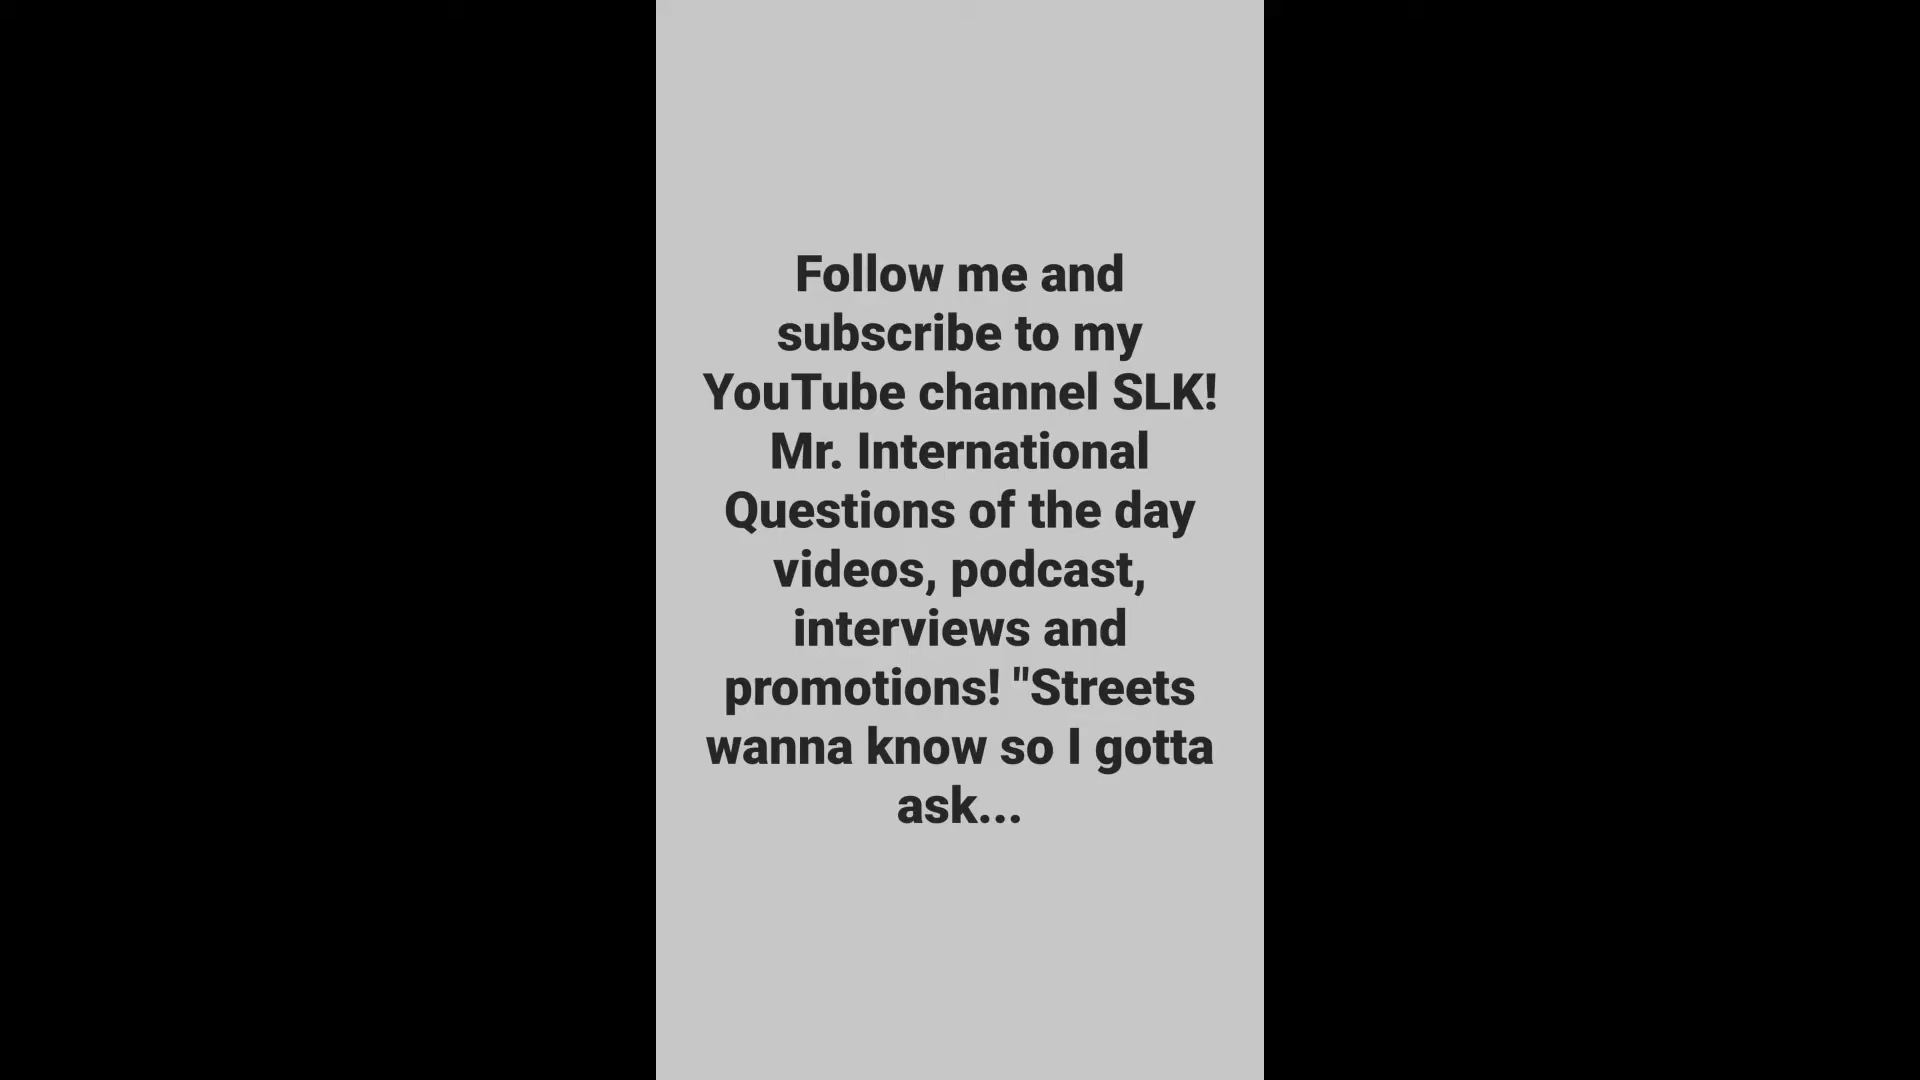 Follow me and
subscribe to my
YouTube channel SLK!
Mr. International
Questions of the day
videos, podcast,
interviews and
promotions! "Streets
wanna know so I gotta
ask...